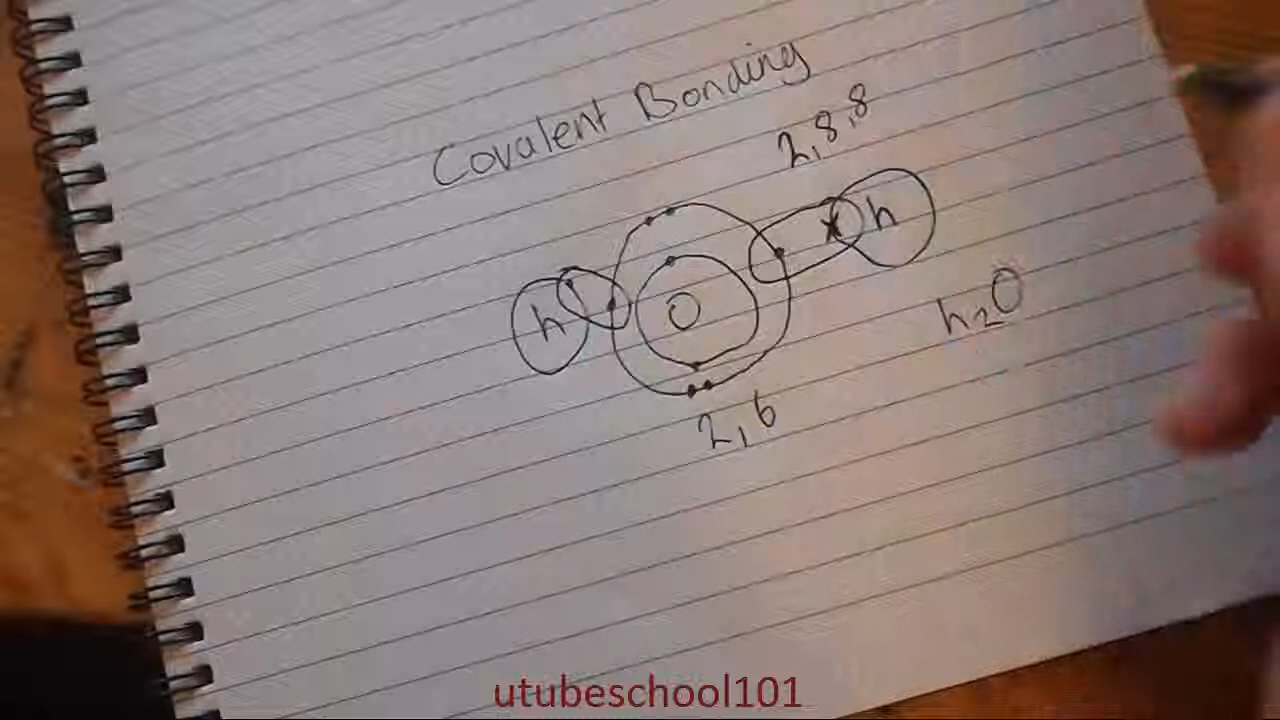 Covalent Bonding
2,8,8
h
O
h
h₂O
2,6
utubeschool101